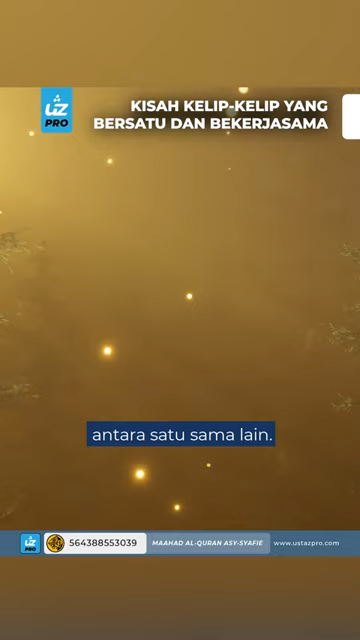 UZ
PRO
KISAH KELIP-KELIP YANG
BERSATU DAN BEKERJASAMA
antara satu sama lain.
UZ
PRO
564388553039
MAAHAD AL-QURAN ASY-SYAFIE
www.ustazpro.com